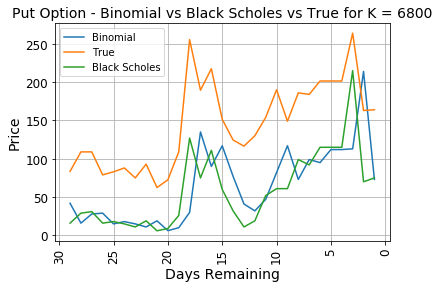 Put Option - Binomial vs Black Scholes vs True for K = 6800
Binomial
True
Black Scholes
Price
250
200
150
100
50
0
30
25
20
15
10
5
0
Days Remaining